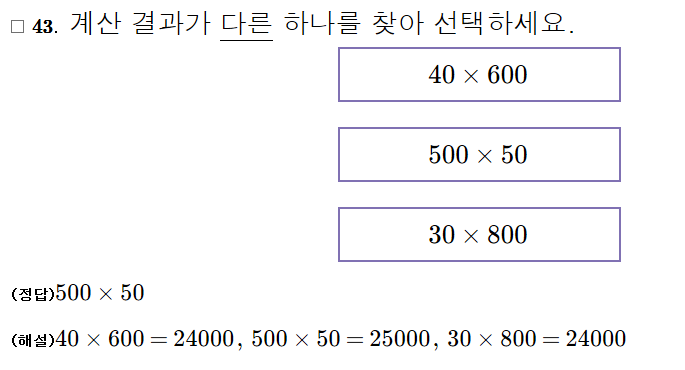 □ 43. 계산 결과가 다른 하나를 찾아 선택하세요.
40 × 600
500 × 50
30 × 800
(정답)500 × 50
(해설)40 × 600 = 24000, 500 × 50 = 25000, 30 × 800 = 24000